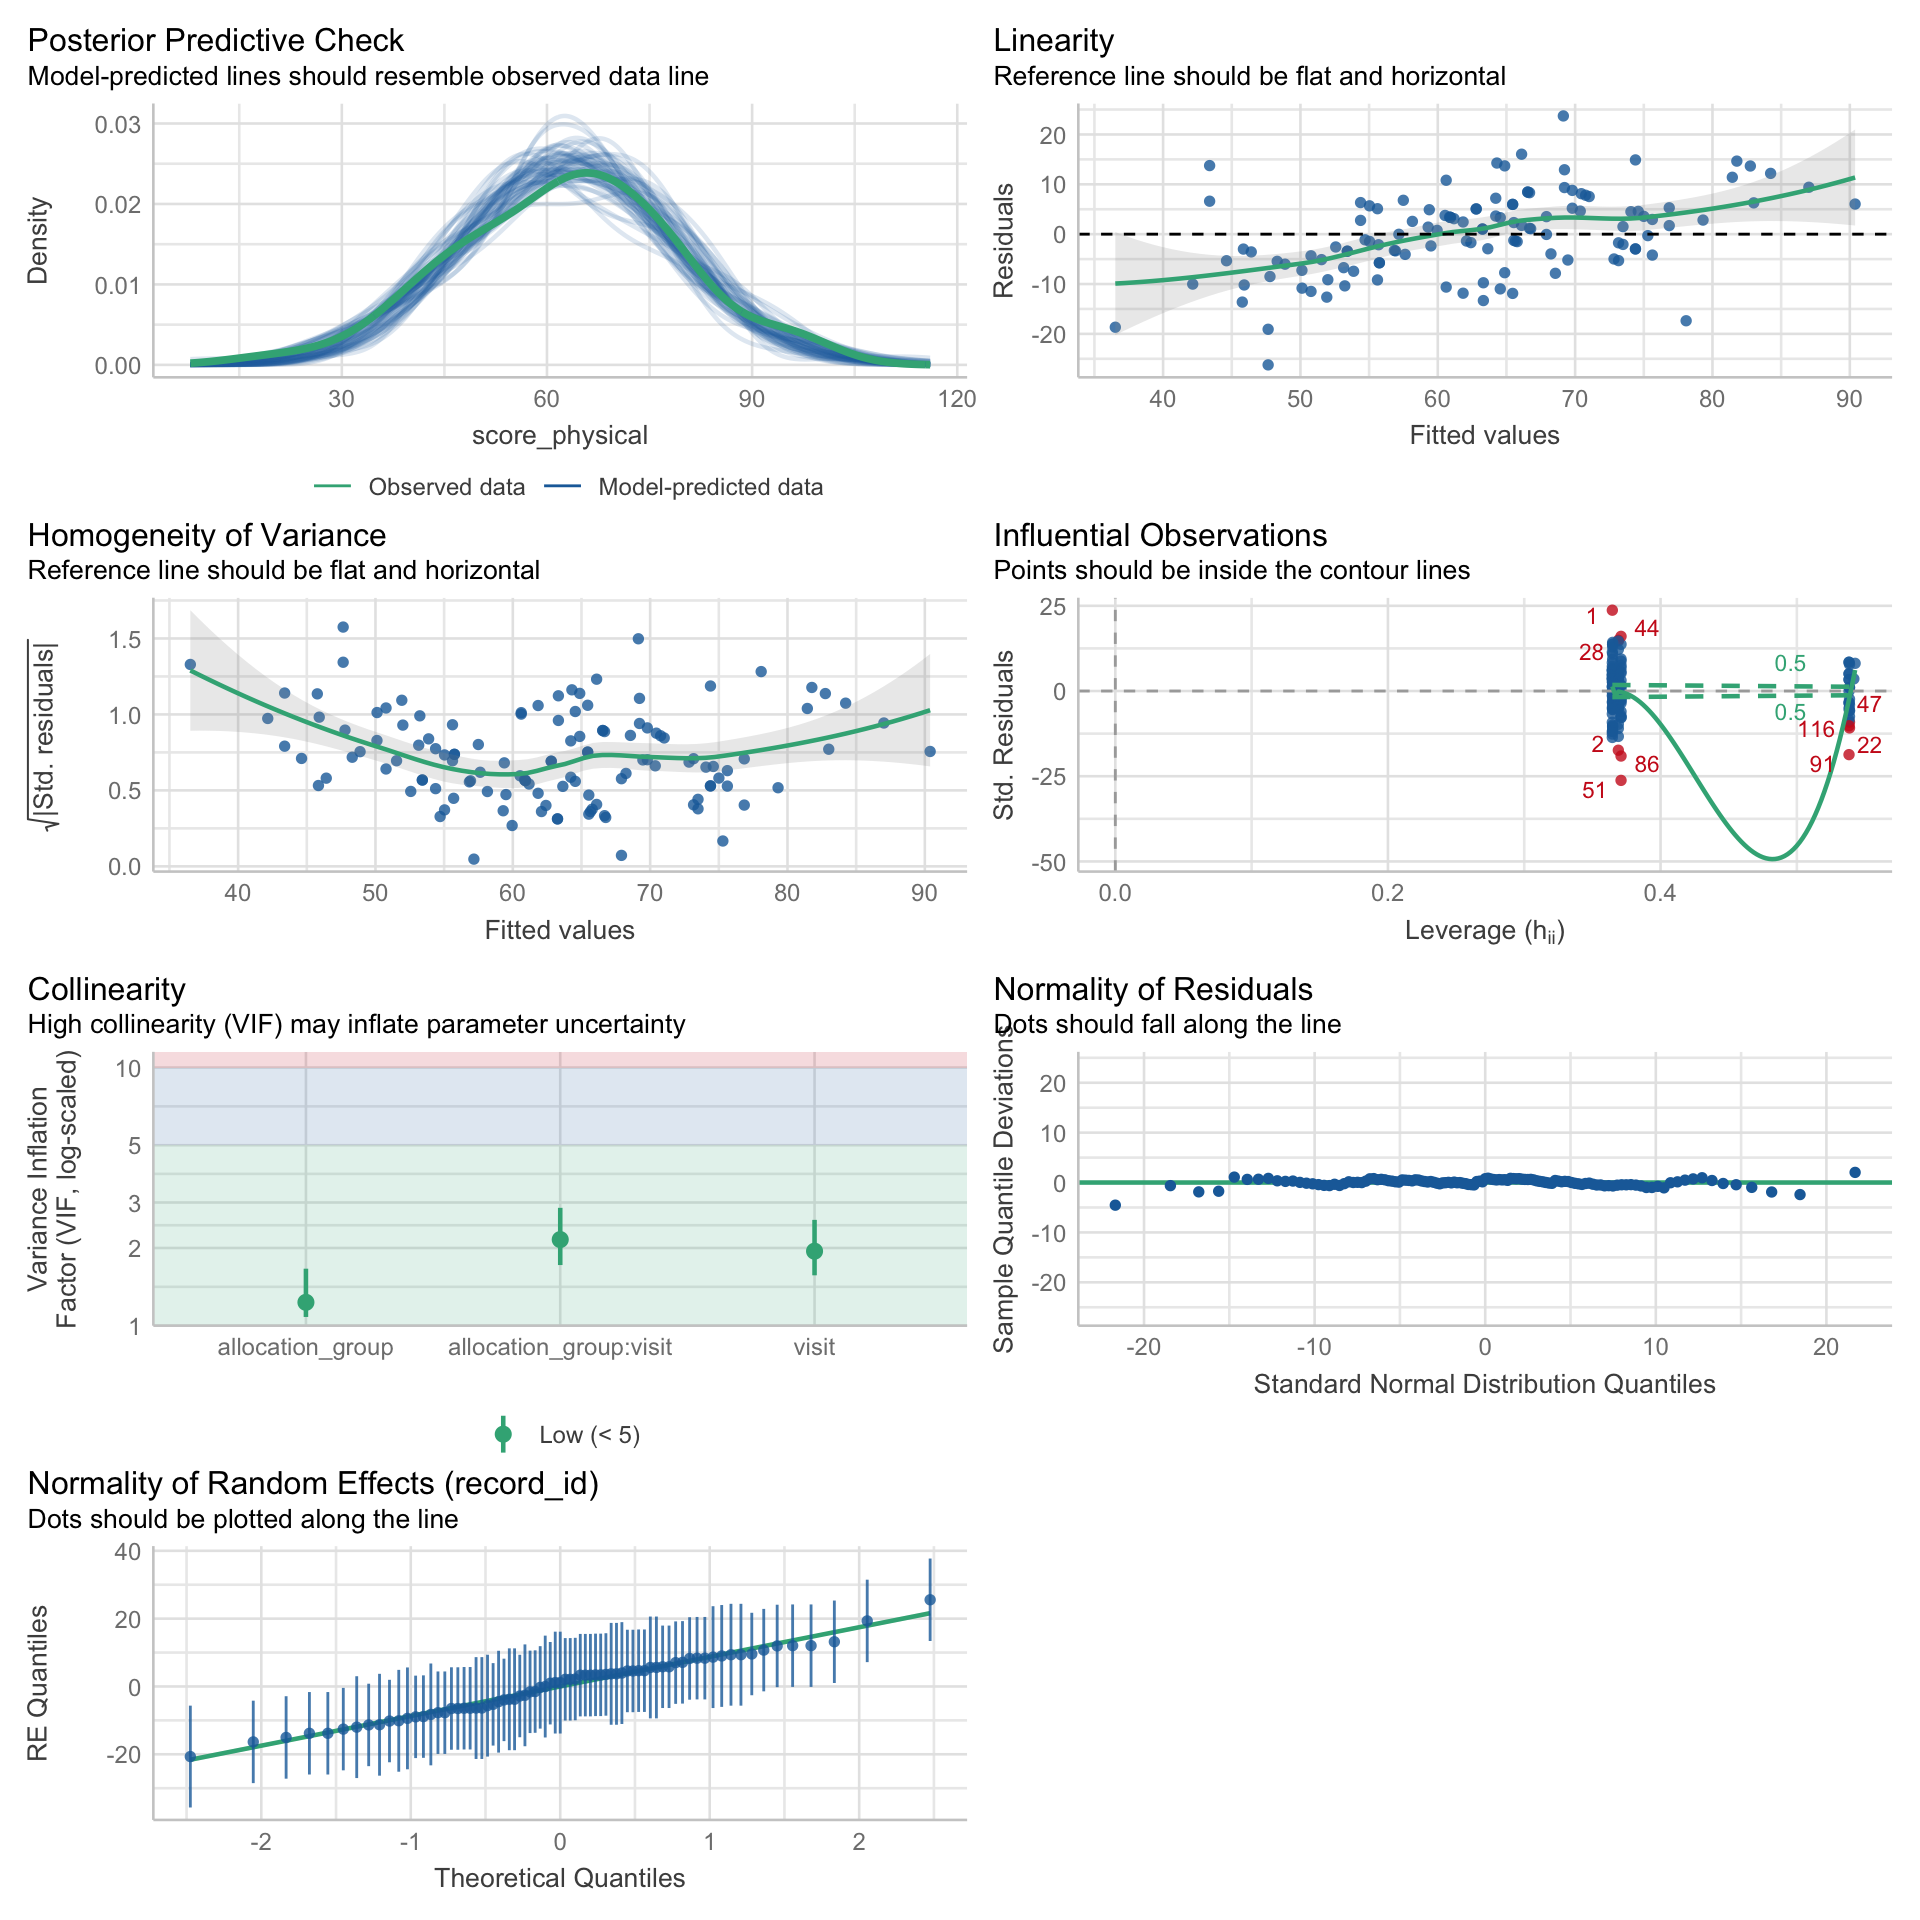 Posterior Predictive Check
Model-predicted lines should resemble observed data line
0.03
0.02
0.01
0.00
Density
30 60 90 120
score_physical
Observed data Model-predicted data
Linearity
Reference line should be flat and horizontal
20
10
0
-10
-20
Residuals
40 50 60 70 80 90
Fitted values
Homogeneity of Variance
Reference line should be flat and horizontal
1.5
1.0
0.5
0.0
√|Std. residuals|
40 50 60 70 80 90
Fitted values
Influential Observations
Points should be inside the contour lines
25
0
-25
-50
Std. Residuals
1
44
28
0.5
0.5
47
116
2
22
86
91
51
0.0 0.2 0.4
Leverage (hii)
Collinearity
High collinearity (VIF) may inflate parameter uncertainty
10
5
3
2
1
Variance Inflation
Factor (VIF, log-scaled)
allocation_group allocation_group:visit visit
Low (< 5)
Normality of Residuals
Dots should fall along the line
20
10
0
-10
-20
Sample Quantile Deviations
-20 -10 0 10 20
Standard Normal Distribution Quantiles
Normality of Random Effects (record_id)
Dots should be plotted along the line
40
20
0
-20
RE Quantiles
-2 -1 0 1 2
Theoretical Quantiles